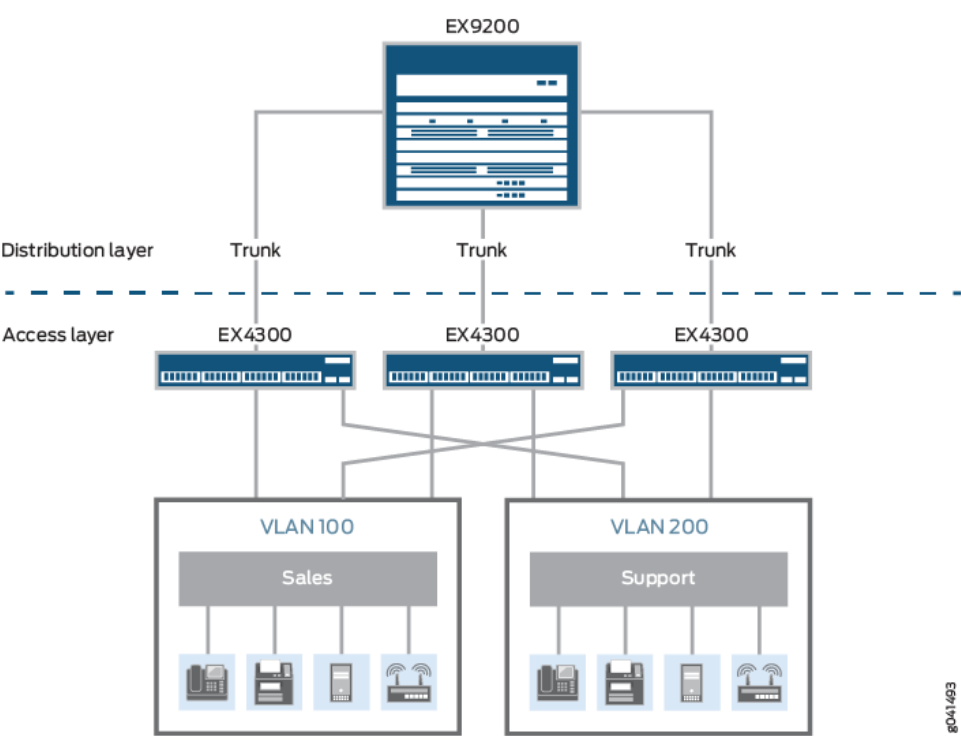 EX9200
Distribution layer
Trunk
Trunk
Trunk
Access layer
EX4300
EX4300
EX4300
VLAN 100
VLAN 200
Sales
Support
g041493